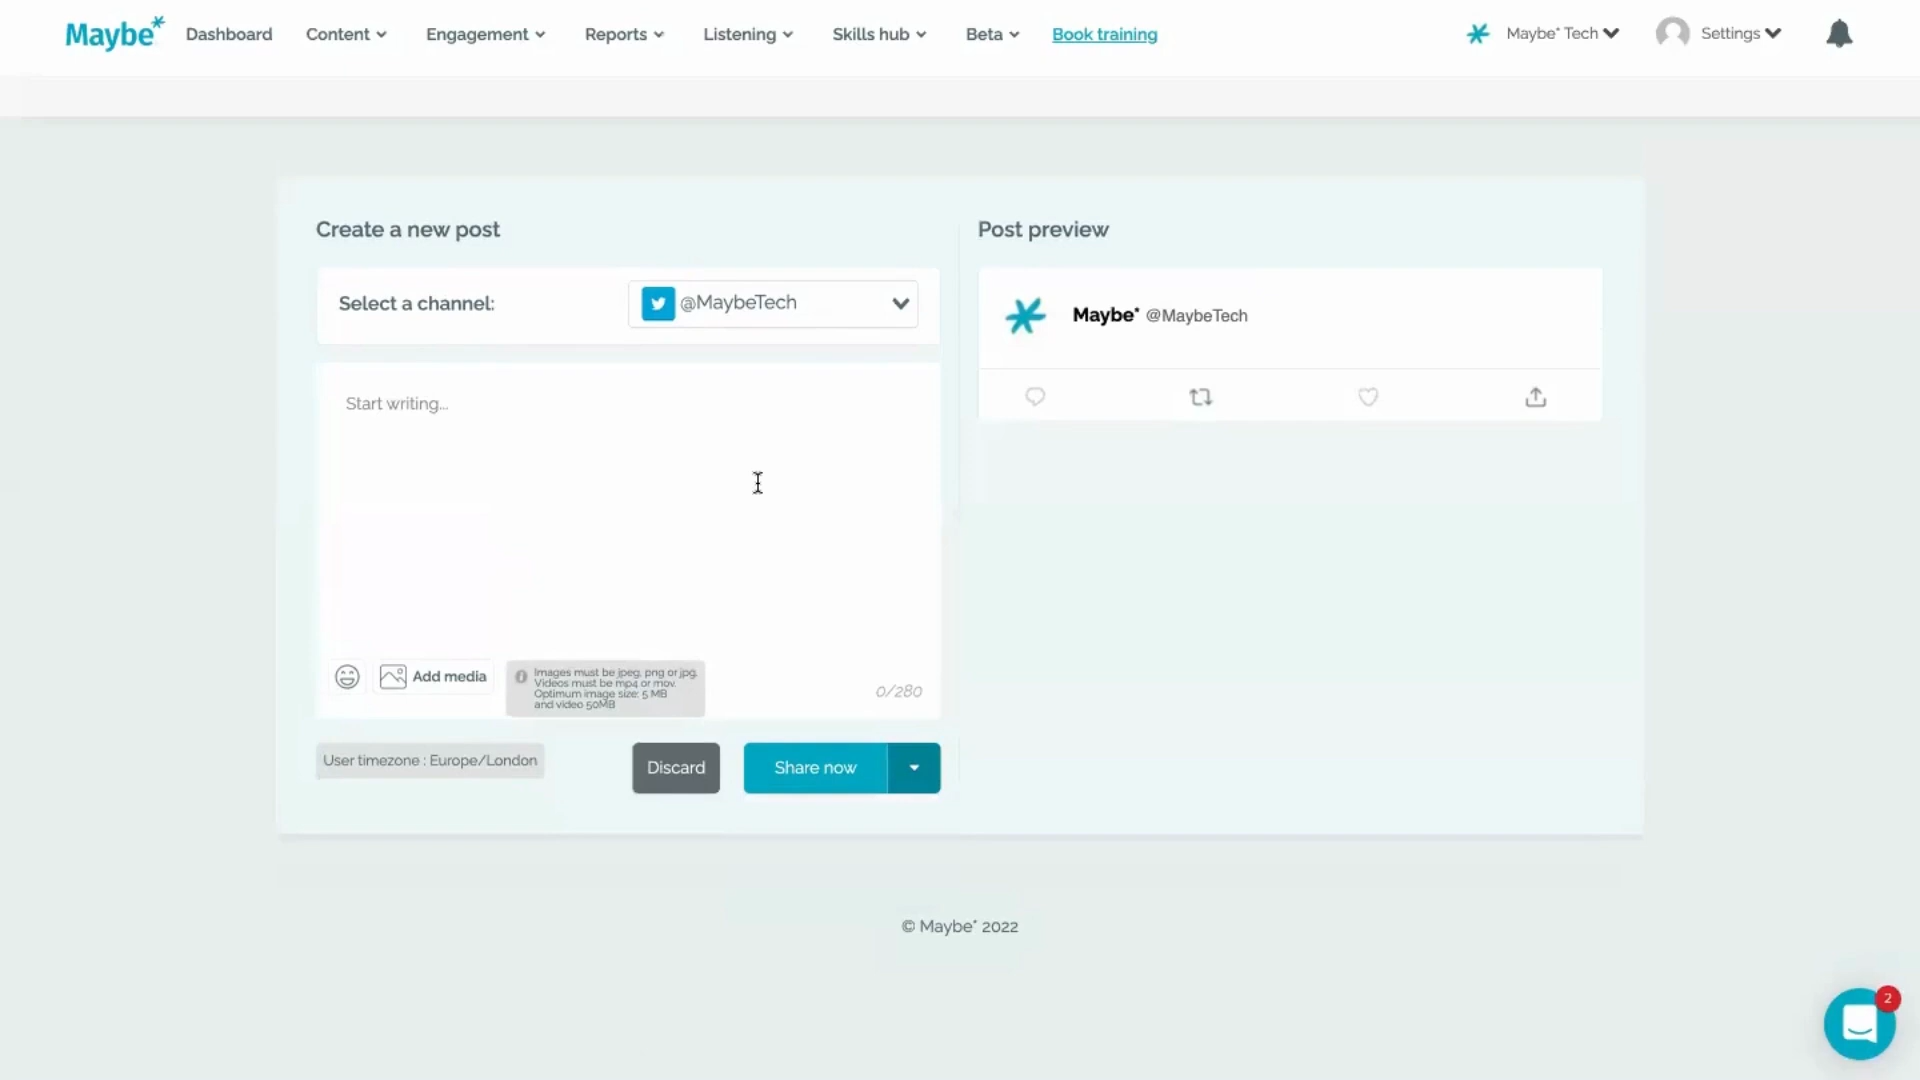 Maybe*
Dashboard
Content
Engagement
Reports
Listening
Skills hub
Beta
Book training
Maybe* Tech
Settings
Create a new post
Post preview
Select a channel:
@MaybeTech
Maybe* @MaybeTech
Start writing...
Add media
Images must be jpeg, png or jpg.
Videos must be mp4 or mov.
Optimum image size: 5 MB
and video 50MB
0/280
User timezone : Europe/London
Discard
Share now
© Maybe* 2022
2